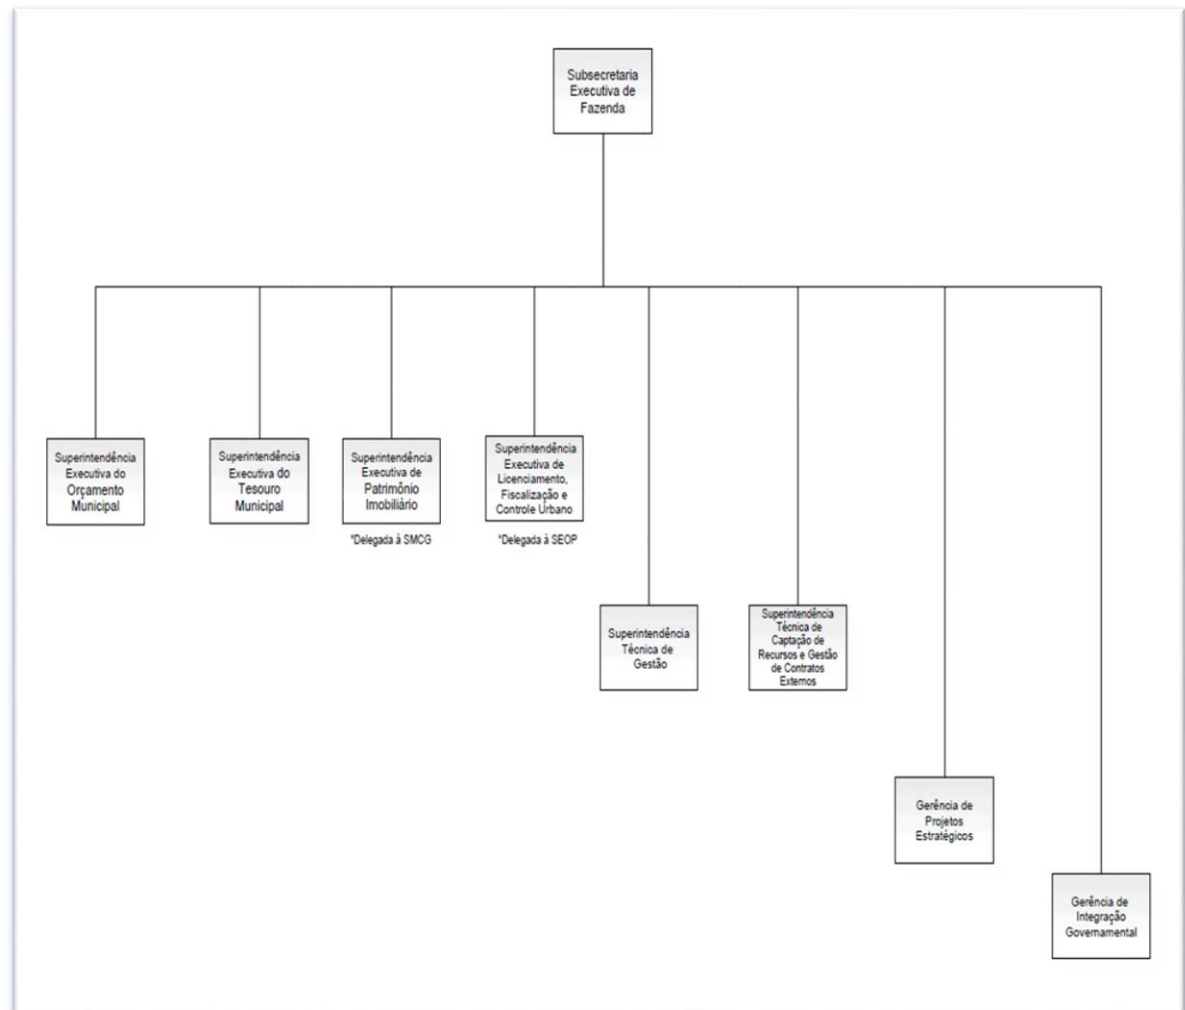 Subsecretaria
Executiva de
Fazenda
Superintendência
Executiva do
Orçamento
Municipal
Superintendência
Executiva do
Tesouro
Municipal
Superintendência
Executiva de
Patrimônio
Imobiliário
*Delegada à SMCG
Superintendência
Executiva de
Licenciamento,
Fiscalização e
Controle Urbano
*Delegada à SEOP
Superintendência
Técnica de
Gestão
Superintendência
Técnica de
Captação de
Recursos e Gestão
de Contratos
Externos
Gerência de
Projetos
Estratégicos
Gerência de
Integração
Governamental